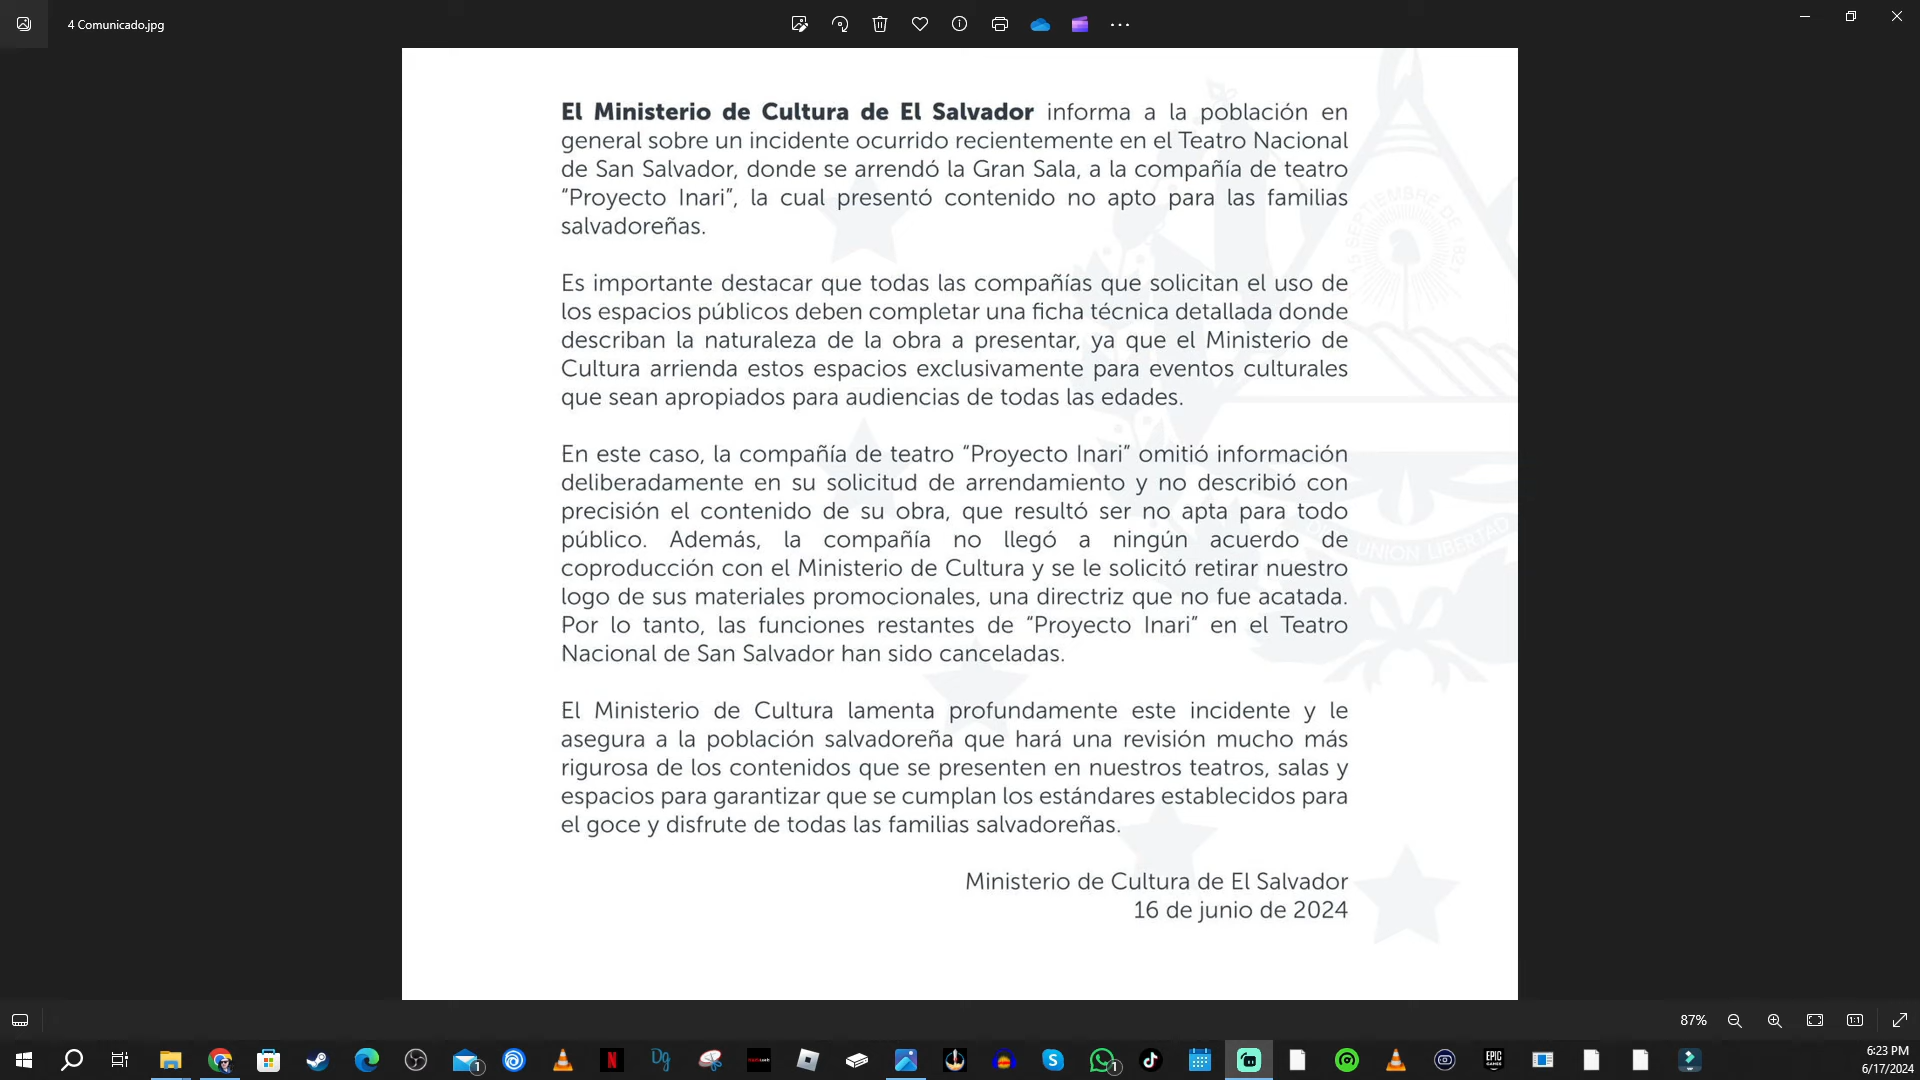 4 Comunicado.jpg
El Ministerio de Cultura de El Salvador informa a la población en
general sobre un incidente ocurrido recientemente en el Teatro Nacional
de San Salvador, donde se arrendó la Gran Sala, a la compañía de teatro
“Proyecto Inari”, la cual presentó contenido no apto para las familias
salvadoreñas.
Es importante destacar que todas las compañías que solicitan el uso de
los espacios públicos deben completar una ficha técnica detallada donde
describan la naturaleza de la obra a presentar, ya que el Ministerio de
Cultura arrienda estos espacios exclusivamente para eventos culturales
que sean apropiados para audiencias de todas las edades.
En este caso, la compañía de teatro “Proyecto Inari” omitió información
deliberadamente en su solicitud de arrendamiento y no describió con
precisión el contenido de su obra, que resultó ser no apta para todo
público. Además, la compañía no llegó a ningún acuerdo de
coproducción con el Ministerio de Cultura y se le solicitó retirar nuestro
logo de sus materiales promocionales, una directriz que no fue acatada.
Por lo tanto, las funciones restantes de “Proyecto Inari” en el Teatro
Nacional de San Salvador han sido canceladas.
El Ministerio de Cultura lamenta profundamente este incidente y le
asegura a la población salvadoreña que hará una revisión mucho más
rigurosa de los contenidos que se presenten en nuestros teatros, salas y
espacios para garantizar que se cumplan los estándares establecidos para
el goce y disfrute de todas las familias salvadoreñas.
Ministerio de Cultura de El Salvador
16 de junio de 2024
SEPTIEMBRE DE 1821
UNION LIBERTAD
87%
1:1
6:23 PM
6/17/2024